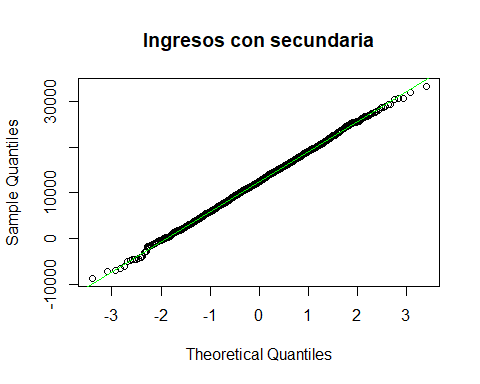 Ingresos con secundaria
Sample Quantiles
30000
10000
0
-10000
-3 -2 -1 0 1 2 3
Theoretical Quantiles